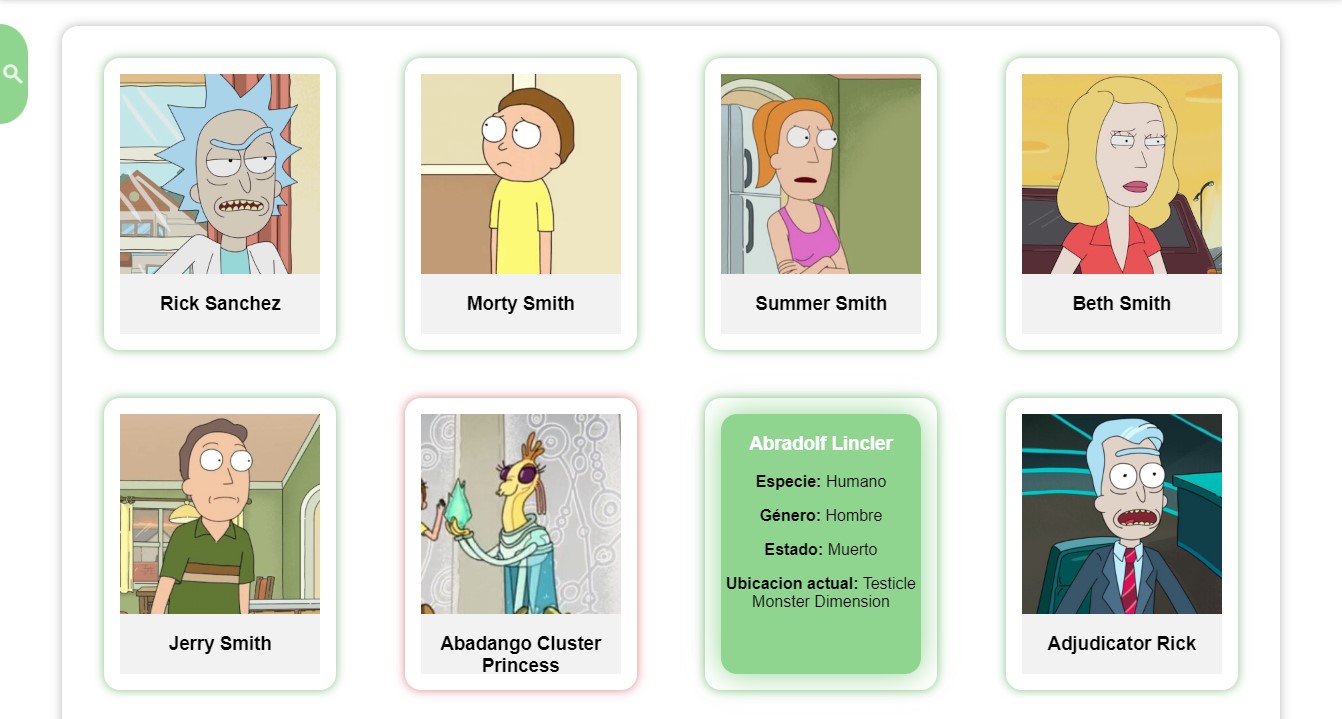 Rick Sanchez
Morty Smith
Summer Smith
Beth Smith
Jerry Smith
Abadango Cluster
Princess
Abradolf Lincler
Especie: Humano
Género: Hombre
Estado: Muerto
Ubicacion actual: Testicle
Monster Dimension
Adjudicator Rick